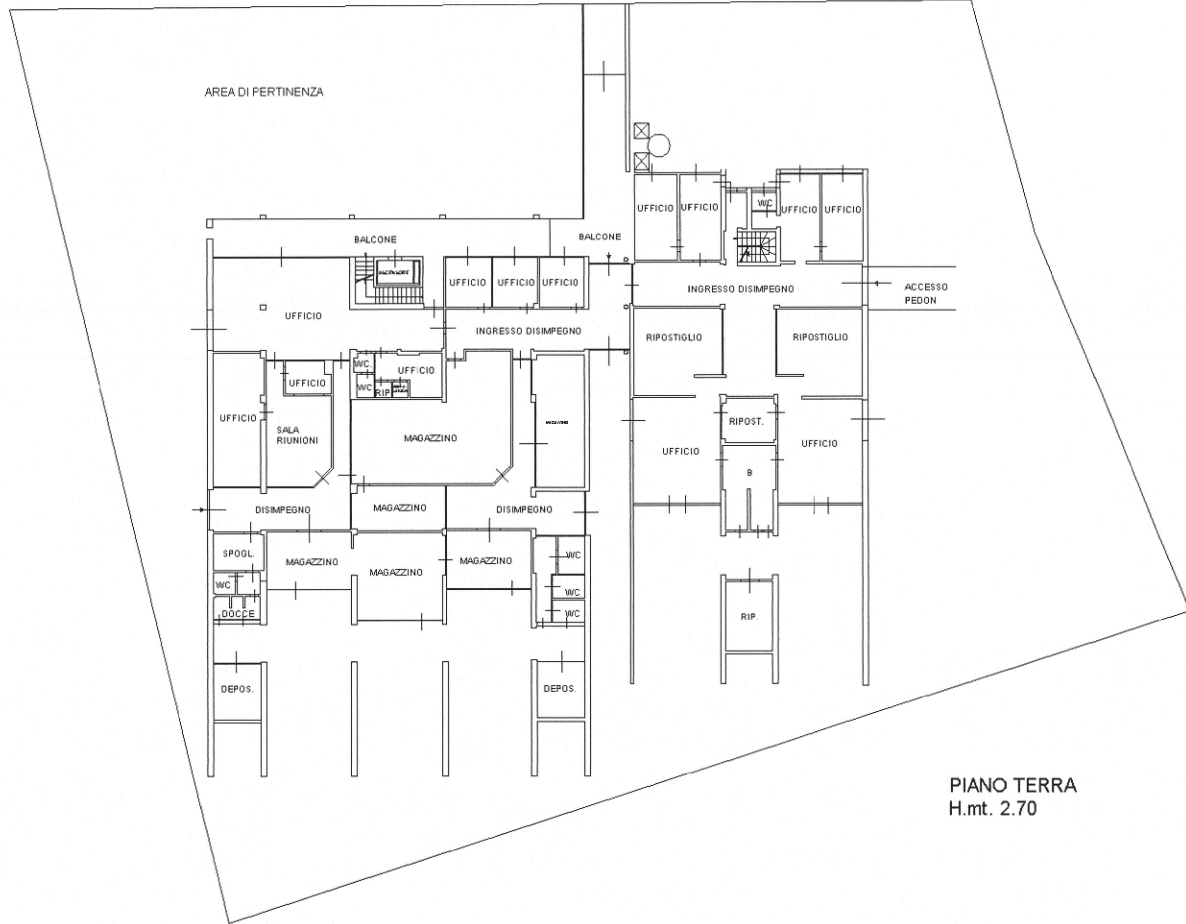 AREA DI PERTINENZA
UFFICIO
UFFICIO
WC
UFFICIO
UFFICIO
BALCONE
BALCONE
UFFICIO
UFFICIO
UFFICIO
INGRESSO DISIMPEGNO
ACCESSO
PEDON
UFFICIO
INGRESSO DISIMPEGNO
RIPOSTIGLIO
RIPOSTIGLIO
WC.
UFFICIO
UFFICIO
WC
RIP
UFFICIO
SALA
RIUNIONI
MAGAZZINO
RIPOST.
UFFICIO
UFFICIO
B
DISIMPEGNO
MAGAZZINO
DISIMPEGNO
SPOGL.
MAGAZZINO
MAGAZZINO
MAGAZZINO
WC
WC
WC
WC
DOCCE
RIP.
DEPOS.
DEPOS.
PIANO TERRA
H.mt. 2.70